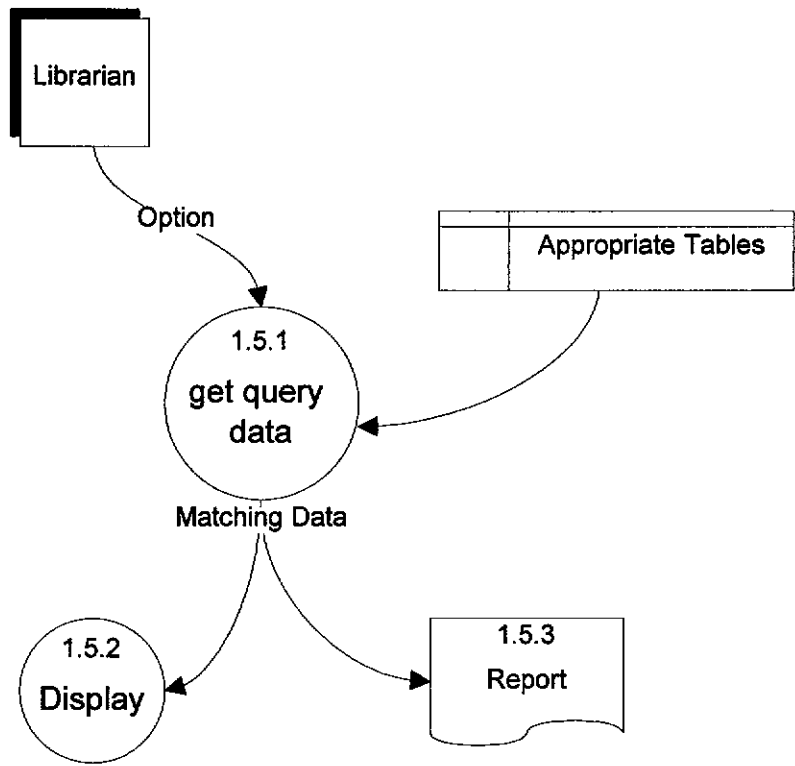 Librarian
Option
Appropriate Tables
1.5.1
get query
data
Matching Data
1.5.2
Display
1.5.3
Report